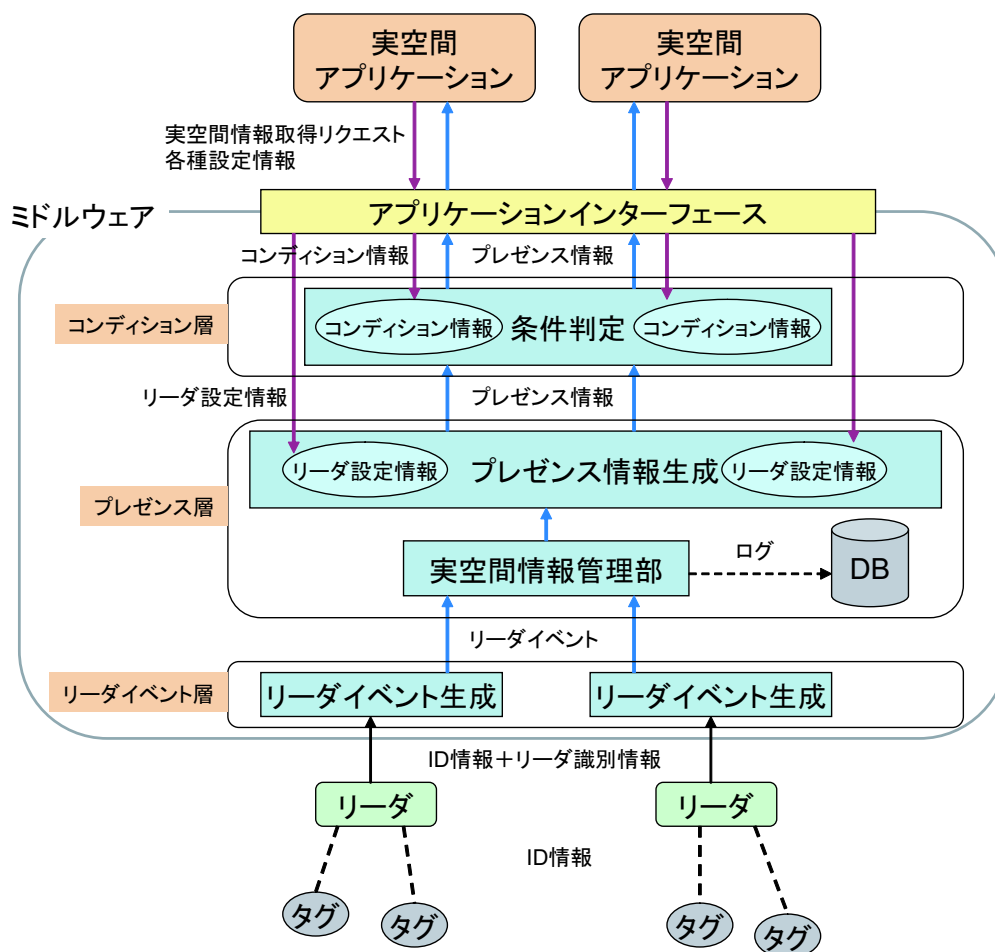 実空間
アプリケーション
実空間
アプリケーション
実空間情報取得リクエスト
各種設定情報
ミドルウェア
アプリケーションインターフェース
コンディション情報
プレゼンス情報
コンディション層
コンディション情報
条件判定
コンディション情報
リーダ設定情報
プレゼンス情報
リーダ設定情報
プレゼンス情報生成
リーダ設定情報
プレゼンス層
実空間情報管理部
ログ
DB
リーダイベント
リーダイベント層
リーダイベント生成
リーダイベント生成
ID情報+リーダ識別情報
リーダ
リーダ
ID情報
タグ
タグ
タグ
タグ